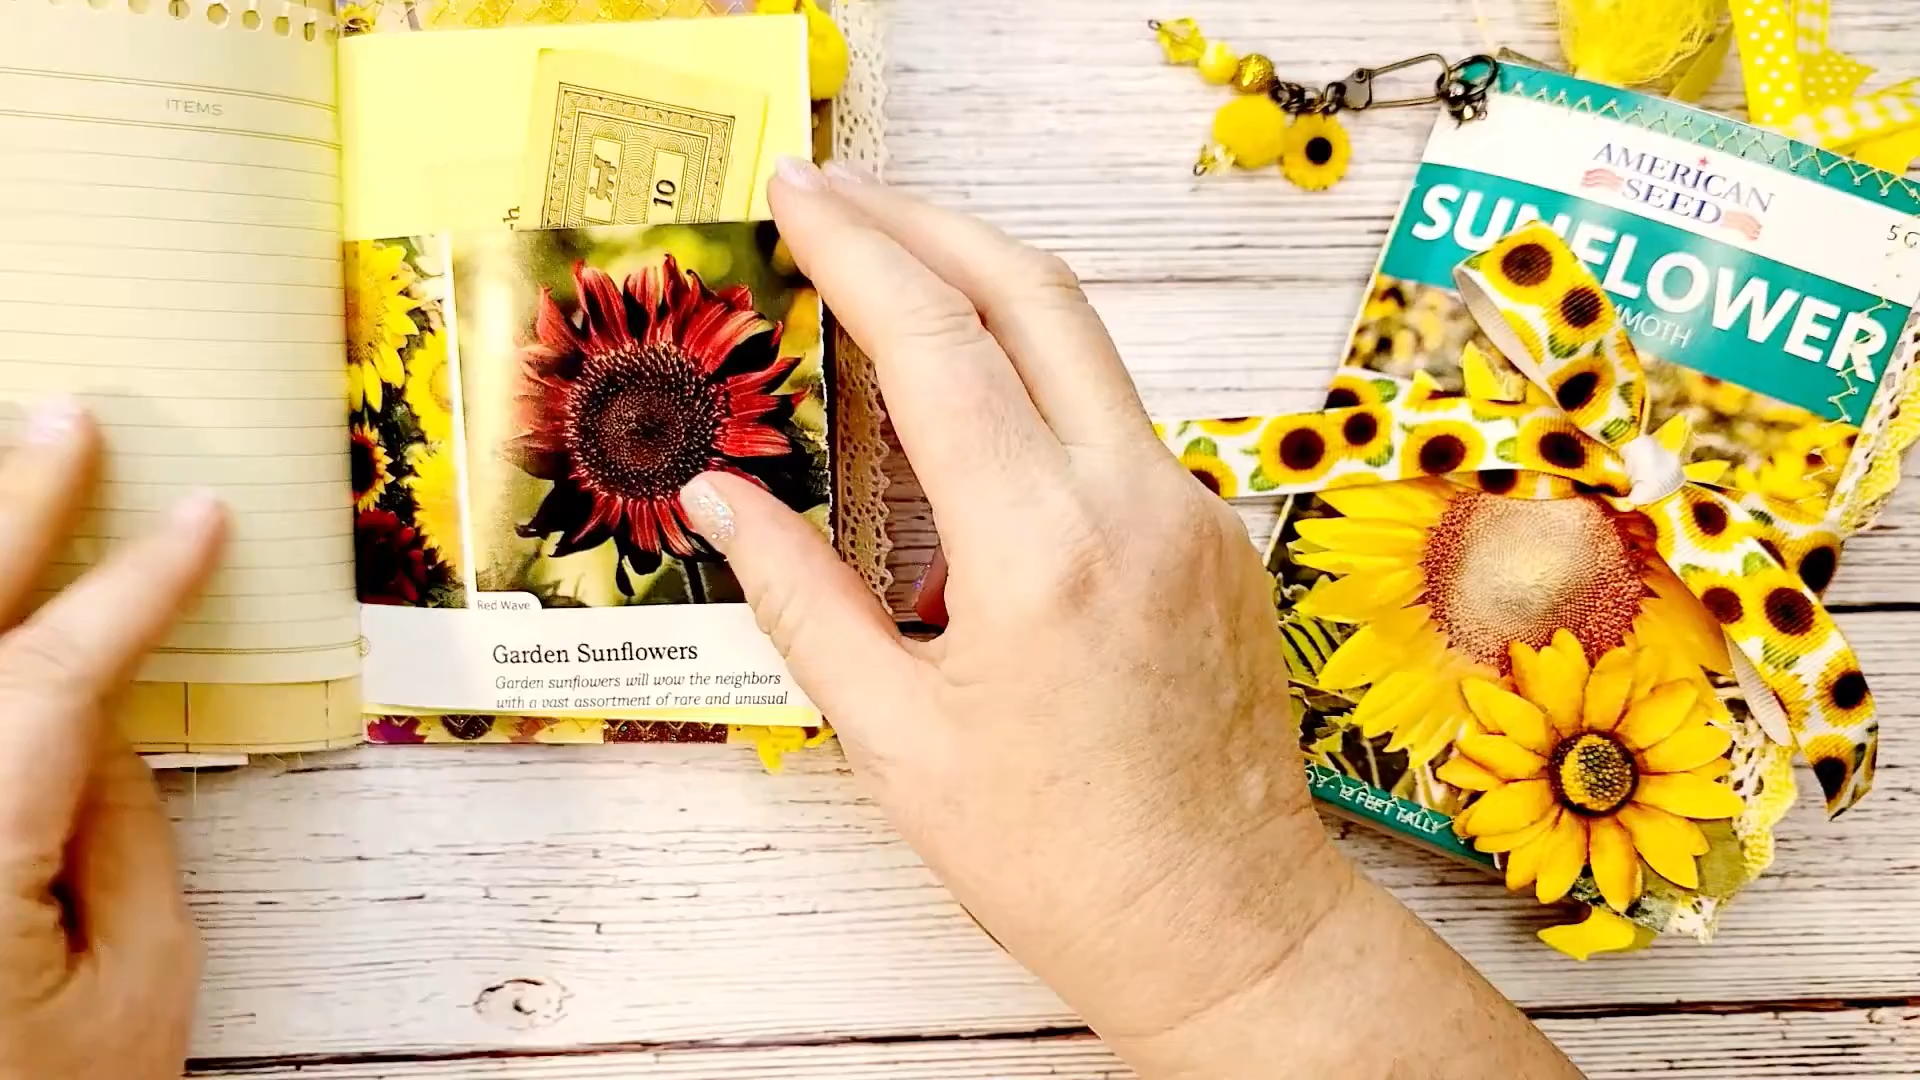 ITEMS
10
Red Wave
Garden Sunflowers
Garden sunflowers will wow the neighbors
with a vast assortment of rare and unusual
AMERICAN
SEED
SUNFLOWER
12 FEET TALL